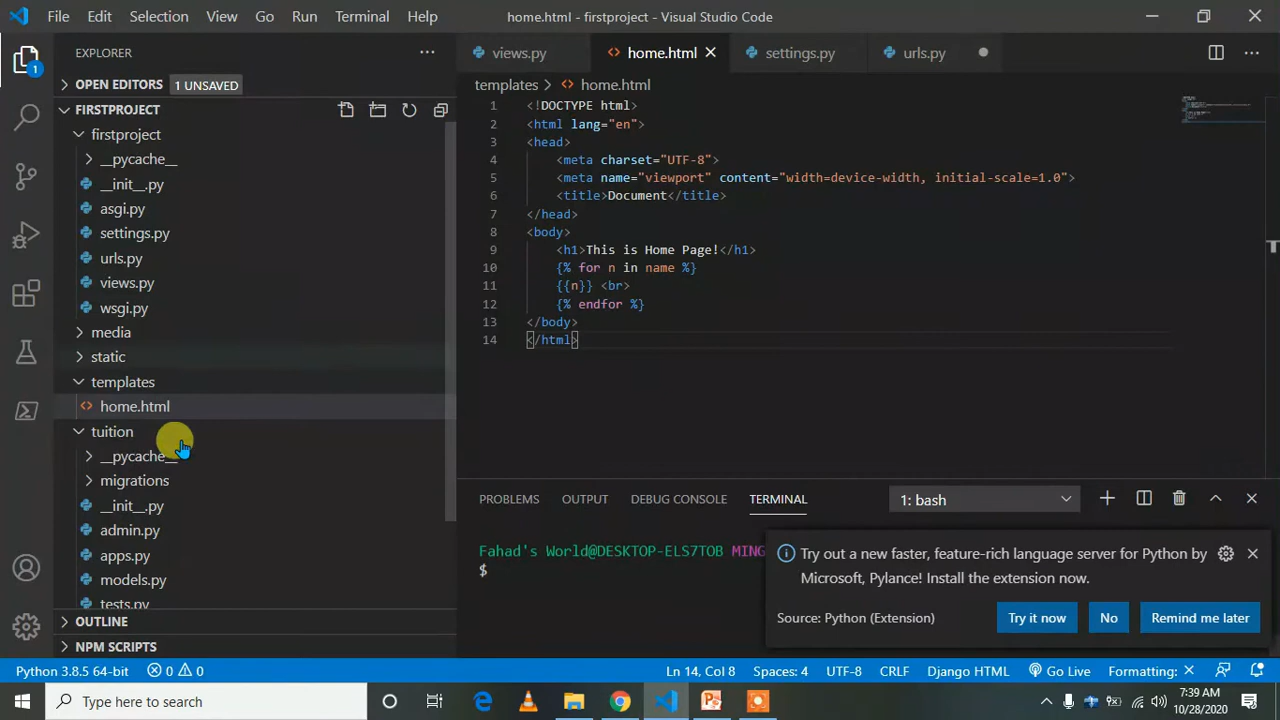 File Edit Selection View Go Run Terminal Help home.html - firstproject - Visual Studio Code
EXPLORER
OPEN EDITORS 1 UNSAVED
FIRSTPROJECT
firstproject
__pycache__
__init__.py
asgi.py
settings.py
urls.py
views.py
wsgi.py
media
static
templates
home.html
tuition
__pycache__
migrations
__init__.py
admin.py
apps.py
models.py
tests.py
OUTLINE
NPM SCRIPTS
1
views.py home.html settings.py urls.py
templates > home.html
1 <!DOCTYPE html>
2 <html lang="en">
3 <head>
4 <meta charset="UTF-8">
5 <meta name="viewport" content="width=device-width, initial-scale=1.0">
6 <title>Document</title>
7 </head>
8 <body>
9 <h1>This is Home Page!</h1>
10 {% for n in name %}
11 {{n}} <br>
12 {% endfor %}
13 </body>
14 </html>
PROBLEMS OUTPUT DEBUG CONSOLE TERMINAL 1: bash
Fahad's World@DESKTOP-ELS7TOB MING
$
Try out a new faster, feature-rich language server for Python by
Microsoft, Pylance! Install the extension now.
Source: Python (Extension) Try it now No Remind me later
Python 3.8.5 64-bit 0 0 Ln 14, Col 8 Spaces: 4 UTF-8 CRLF Django HTML Go Live Formatting: ×
Type here to search
7:39 AM
10/28/2020